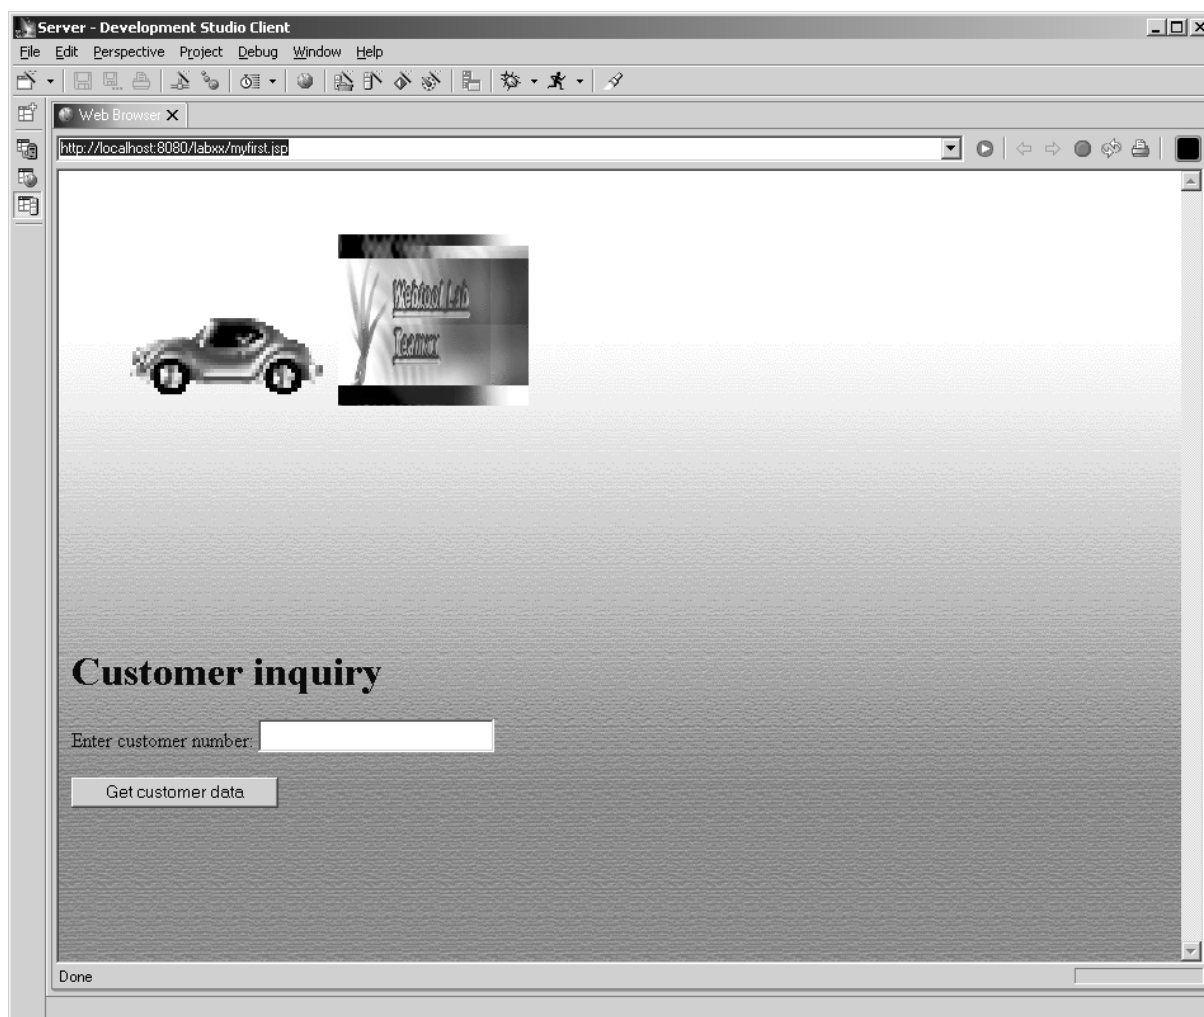 Server - Development Studio Client
File Edit Perspective Project Debug Window Help
Web Browser
http://localhost:8080/labxx/myfirst.jsp
Webtool Lab
Teamxx
Customer inquiry
Enter customer number:
Get customer data
Done